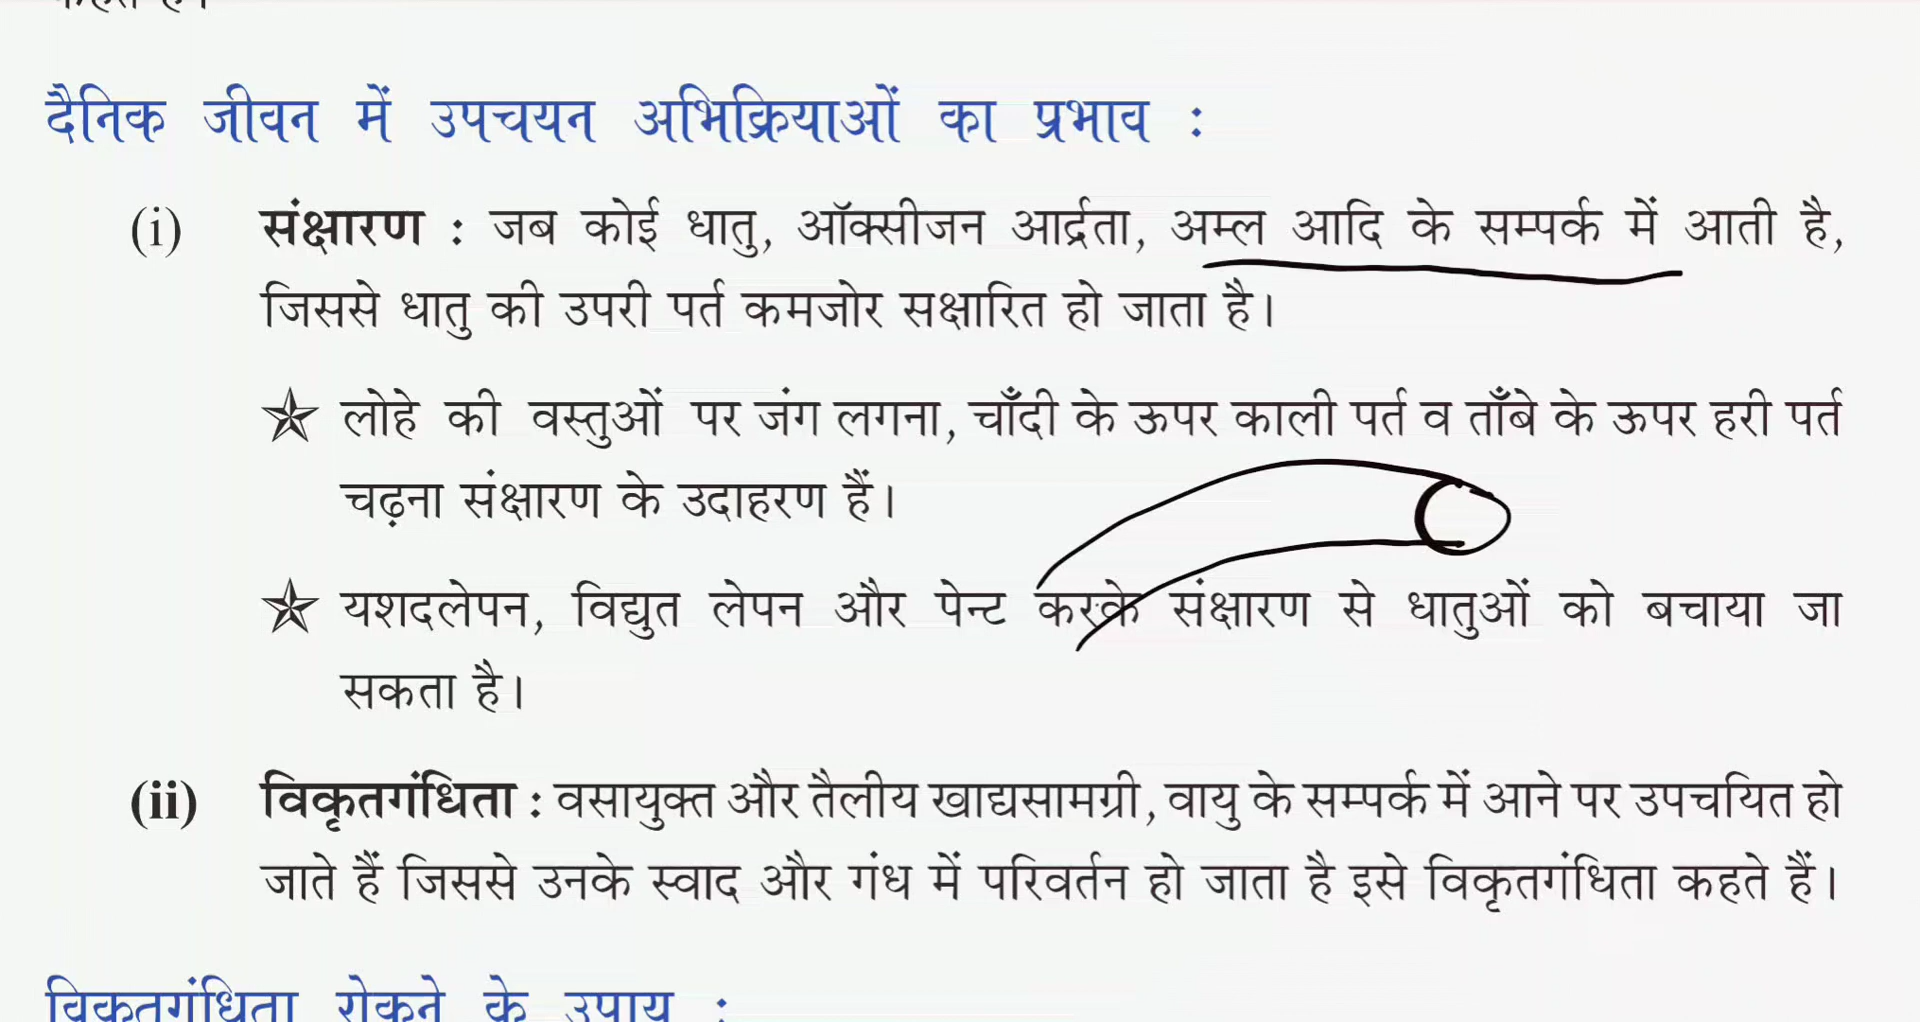 कहते हैं।
दैनिक जीवन में उपचयन अभिक्रियाओं का प्रभाव :
(i) संक्षारण : जब कोई धातु, ऑक्सीजन आर्द्रता, अम्ल आदि के सम्पर्क में आती है,
जिससे धातु की उपरी पर्त कमजोर सक्षारित हो जाता है।
☆ लोहे की वस्तुओं पर जंग लगना, चाँदी के ऊपर काली पर्त व ताँबे के ऊपर हरी पर्त
चढ़ना संक्षारण के उदाहरण हैं।
☆ यशदलेपन, विद्युत लेपन और पेन्ट करके संक्षारण से धातुओं को बचाया जा
सकता है।
(ii) विकृतगंधिता : वसायुक्त और तैलीय खाद्यसामग्री, वायु के सम्पर्क में आने पर उपचयित हो
जाते हैं जिससे उनके स्वाद और गंध में परिवर्तन हो जाता है इसे विकृतगंधिता कहते हैं।
विकृतगंधिता रोकने के उपाय :